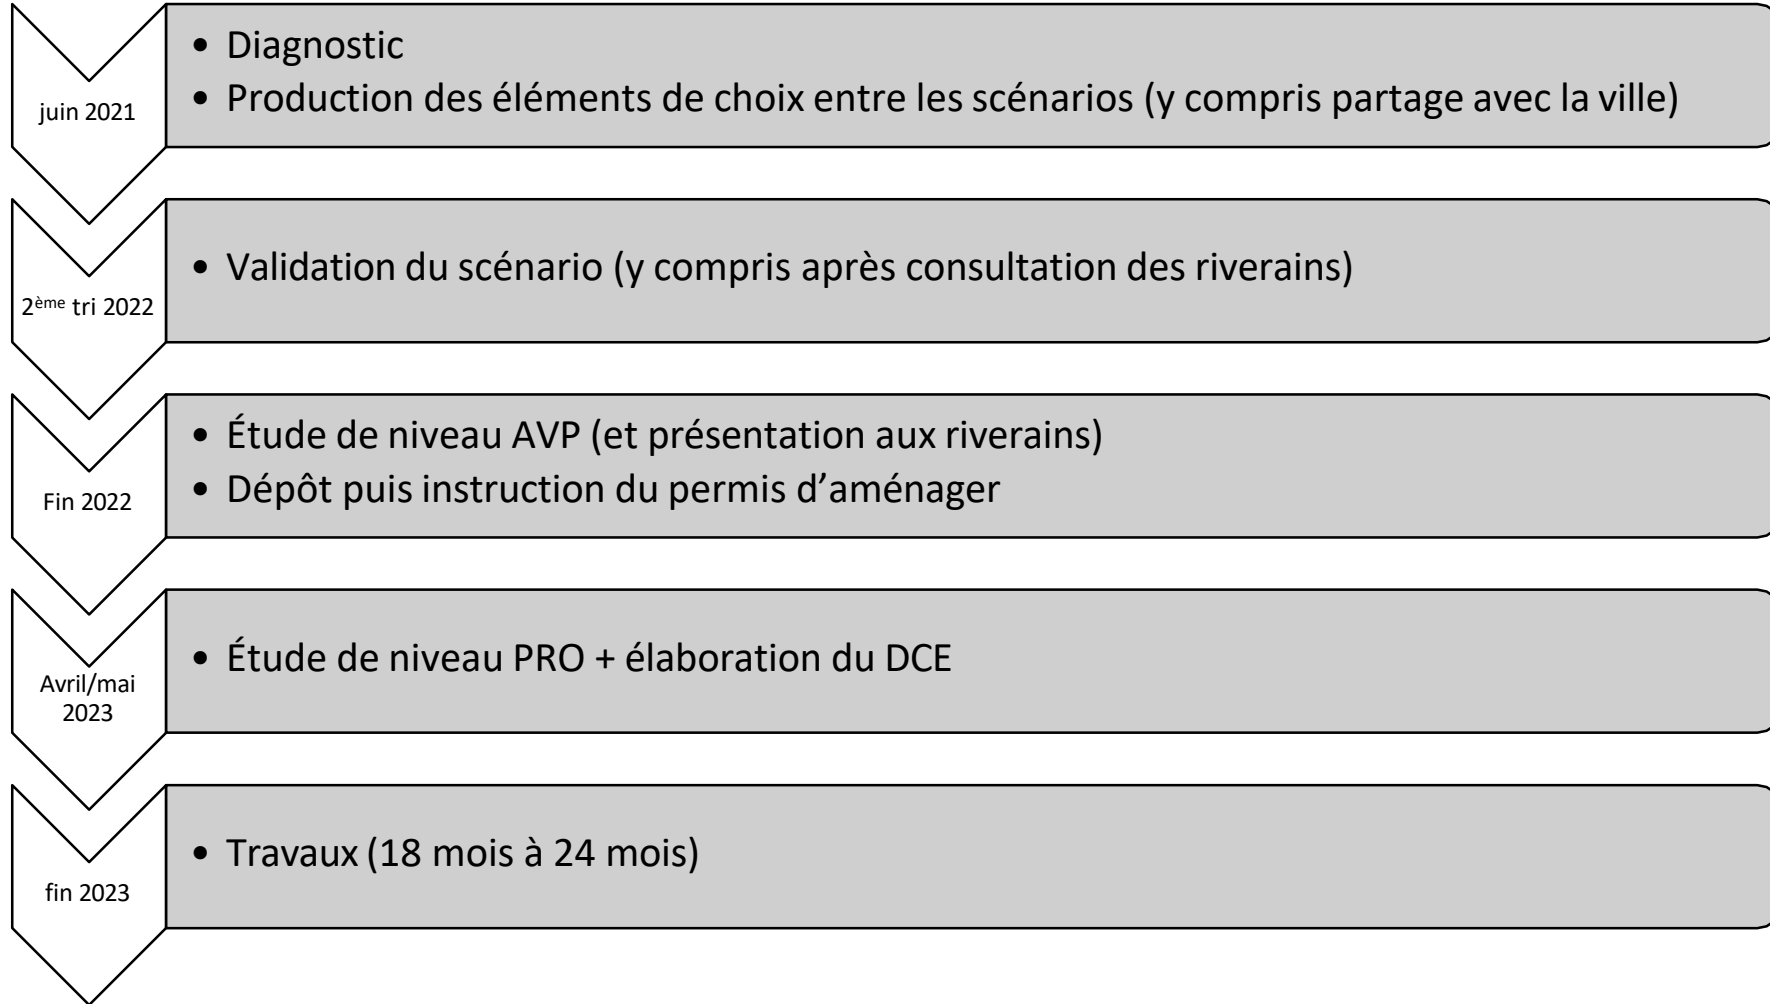 juin 2021
• Diagnostic
• Production des éléments de choix entre les scénarios (y compris partage avec la ville)
2ème tri 2022
• Validation du scénario (y compris après consultation des riverains)
Fin 2022
• Étude de niveau AVP (et présentation aux riverains)
• Dépôt puis instruction du permis d’aménager
Avril/mai
2023
• Étude de niveau PRO + élaboration du DCE
fin 2023
• Travaux (18 mois à 24 mois)